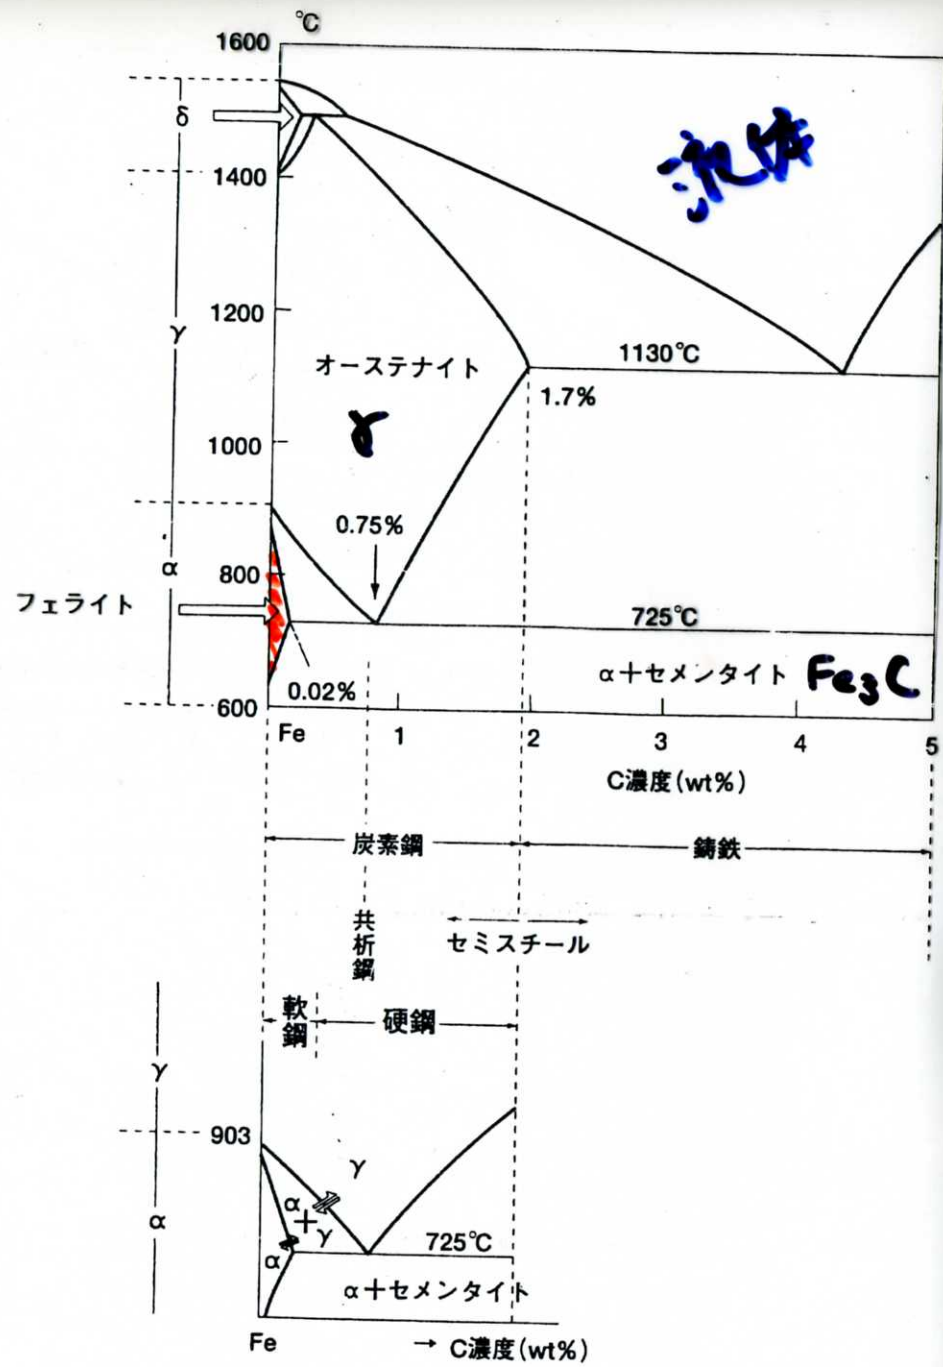 ℃
1600
δ
1400
液体
1200
γ
1130℃
オーステナイト
1.7%
γ
1000
0.75%
α
800
フェライト
725℃
0.02%
α＋セメンタイト Fe3C
600
Fe
1
2
3
4
5
C濃度(wt%)
炭素鋼
鋳鉄
共析鋼
セミスチール
軟鋼
硬鋼
γ
903
γ
α
α
＋
γ
725℃
α
α＋セメンタイト
Fe
→ C濃度(wt%)